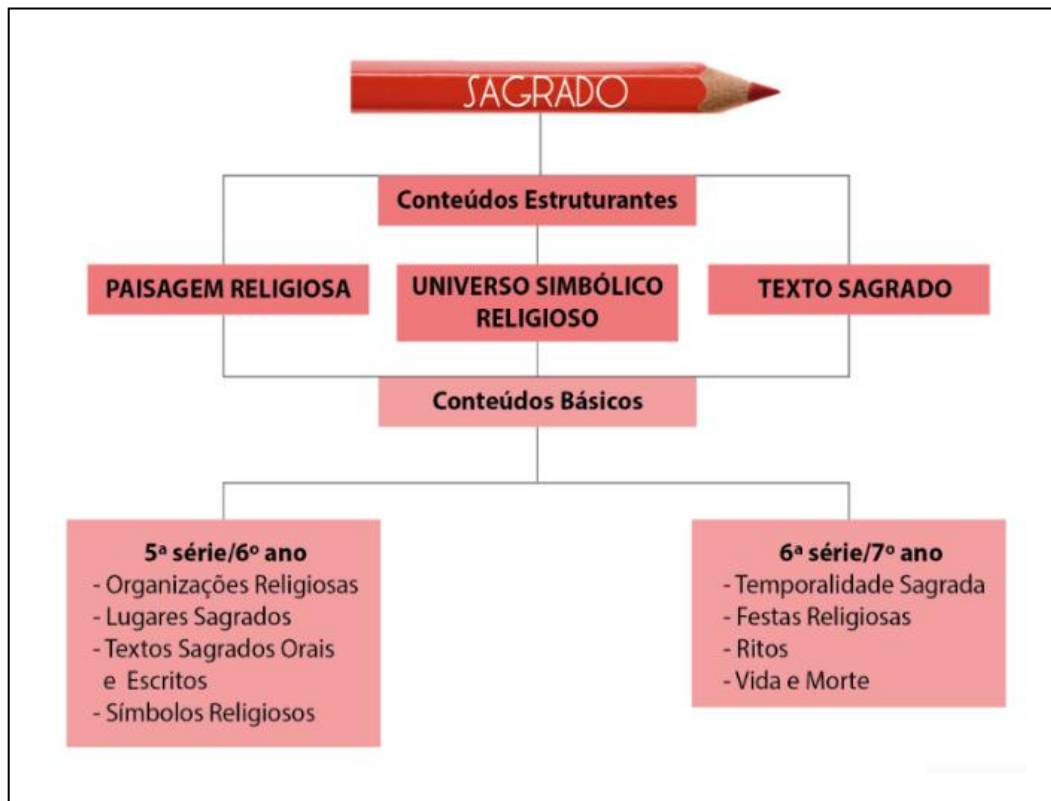 SAGRADO
Conteúdos Estruturantes
PAISAGEM RELIGIOSA
UNIVERSO SIMBÓLICO
RELIGIOSO
TEXTO SAGRADO
Conteúdos Básicos
5ª série/6º ano
- Organizações Religiosas
- Lugares Sagrados
- Textos Sagrados Orais
e Escritos
- Símbolos Religiosos
6ª série/7º ano
- Temporalidade Sagrada
- Festas Religiosas
- Ritos
- Vida e Morte